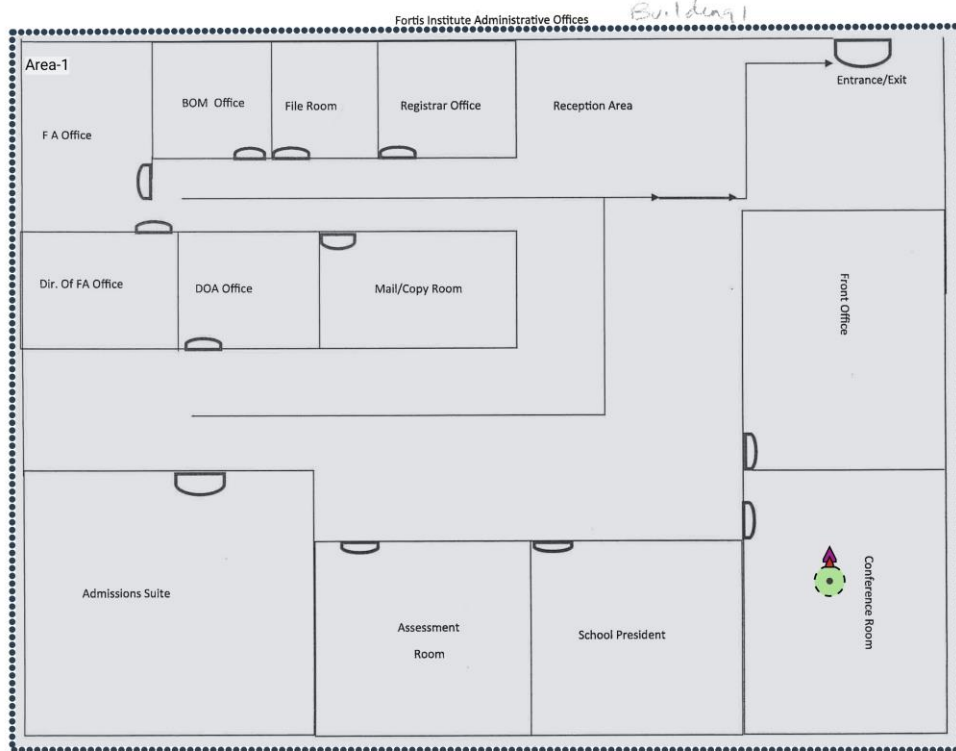 Building 1
Fortis Institute Administrative Offices
Area-1
BOM Office
File Room
Registrar Office
Reception Area
Entrance/Exit
F A Office
Dir. Of FA Office
DOA Office
Mail/Copy Room
Front Office
Admissions Suite
Assessment
Room
School President
Conference Room